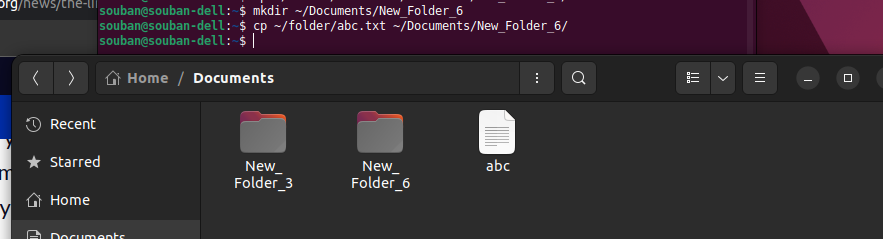 org/news/the-li
souban@souban-dell:~$ mkdir ~/Documents/New_Folder_6
souban@souban-dell:~$ cp ~/folder/abc.txt ~/Documents/New_Folder_6/
souban@souban-dell:~$
Home / Documents
Recent
Starred
Home
Documents
New_
Folder_3
New_
Folder_6
abc